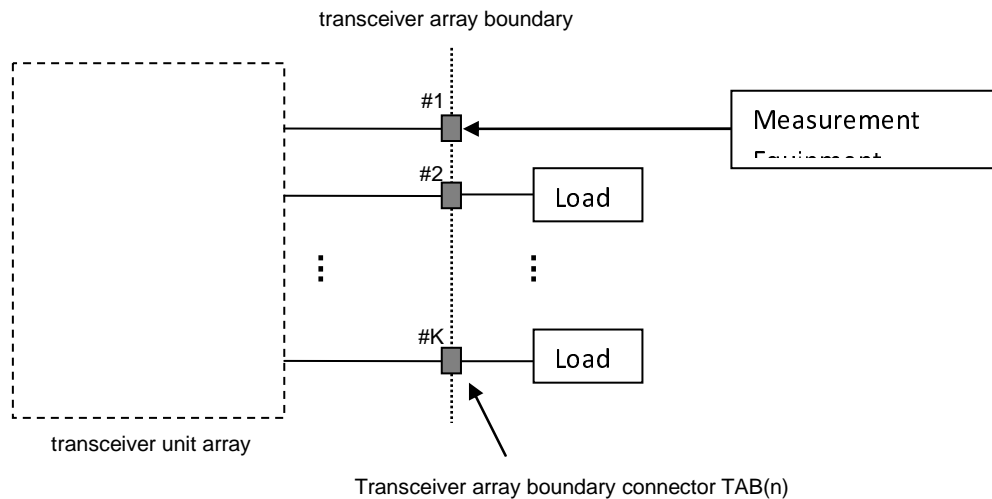 transceiver array boundary
#1
Measurement
#2
Load
#K
Load
transceiver unit array
Transceiver array boundary connector TAB(n)